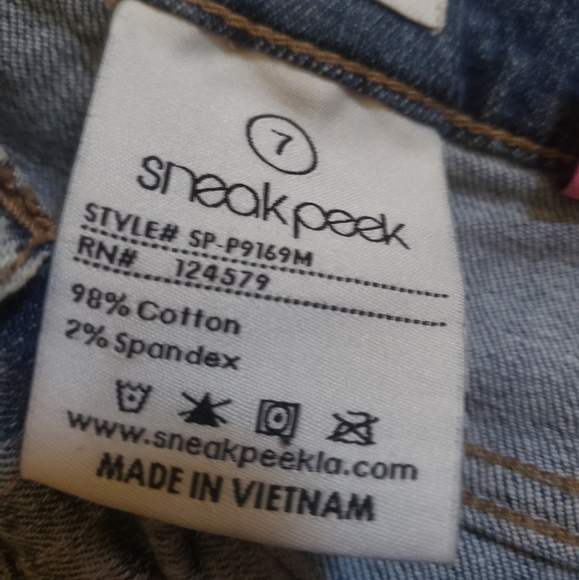 7
sneakpeek
STYLE# SP-P9169M
RN# 124579
98% Cotton
2% Spandex
www.sneakpeekla.com
MADE IN VIETNAM